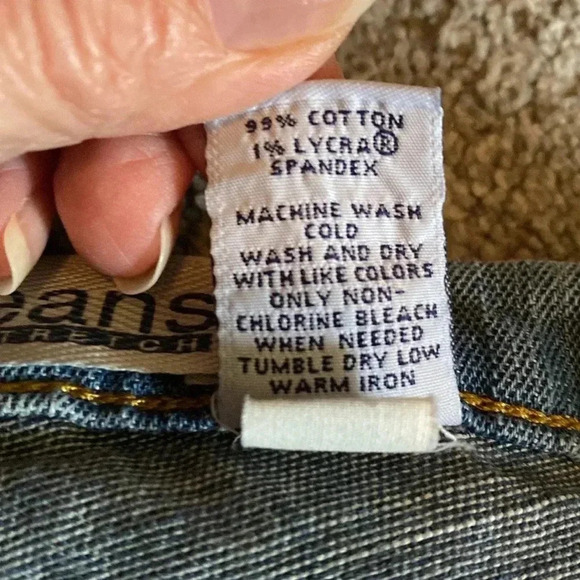 99% COTTON
1% LYCRA®
SPANDEX
MACHINE WASH
COLD
WASH AND DRY
WITH LIKE COLORS
ONLY NON-
CHLORINE BLEACH
WHEN NEEDED
TUMBLE DRY LOW
WARM IRON
eans
TRETCH